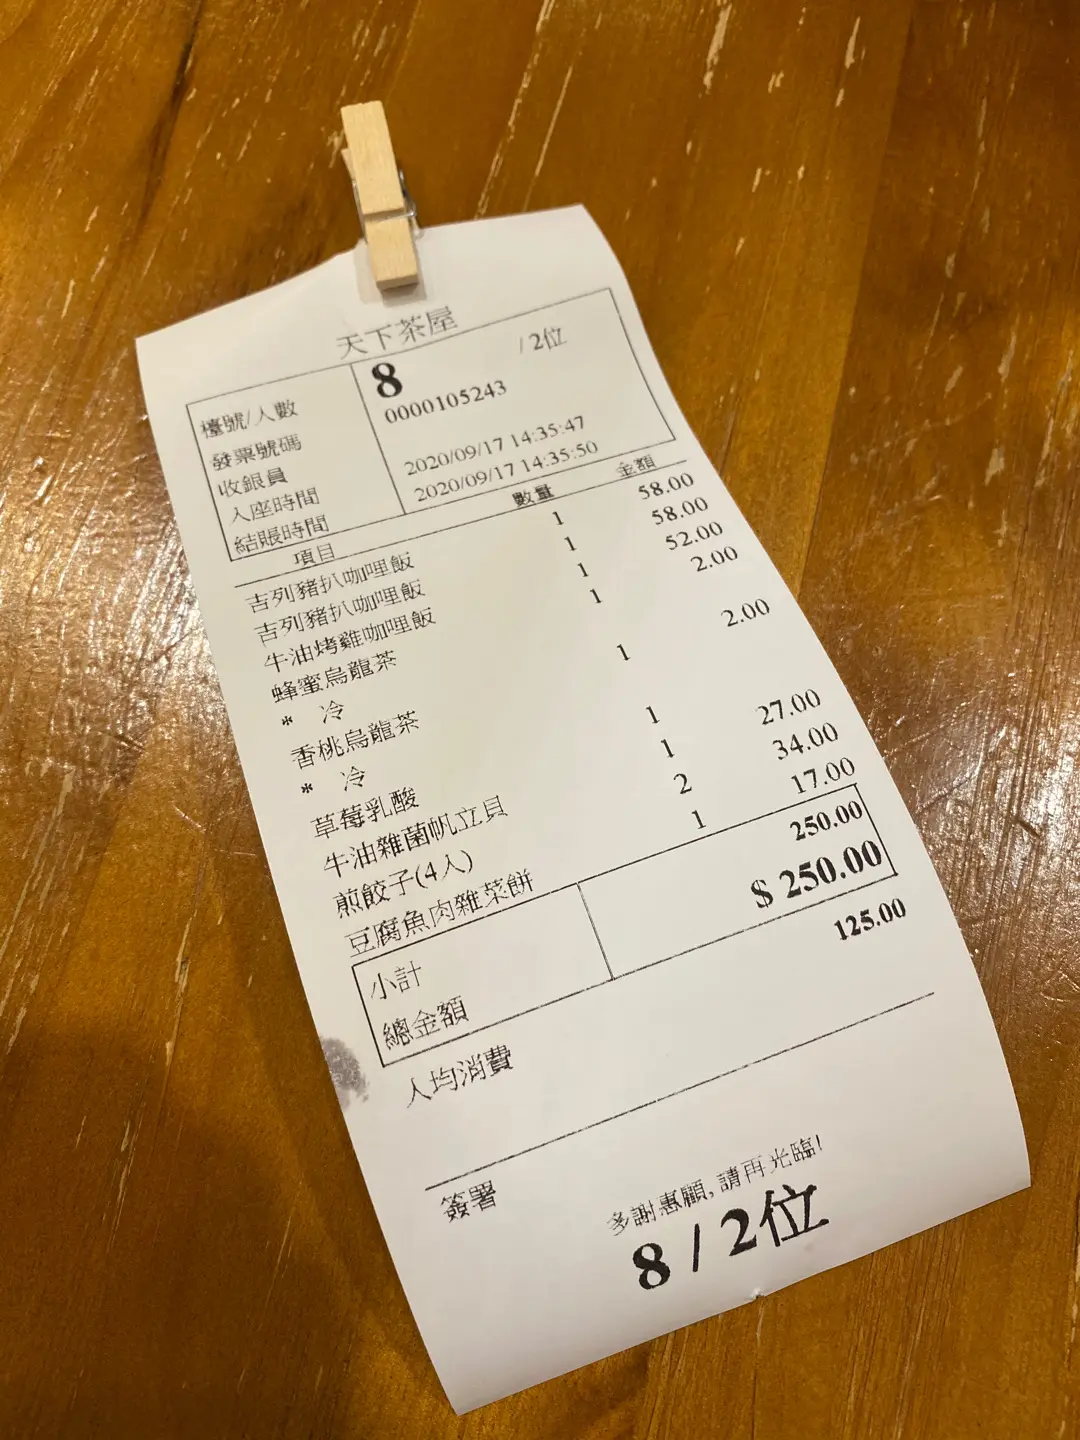 天下茶屋
檯號/人數 8 / 2位
發票號碼 0000105243
收銀員
入座時間 2020/09/17 14:35:47
結賬時間 2020/09/17 14:35:50
項目 數量 金額
吉列豬扒咖哩飯 1 58.00
吉列豬扒咖哩飯 1 58.00
牛油烤雞咖哩飯 1 52.00
蜂蜜烏龍茶 1 2.00
* 冷
香桃烏龍茶 1 2.00
* 冷
草莓乳酸 1
牛油雜菌帆立貝 1 27.00
煎餃子(4入) 2 34.00
豆腐魚肉雜菜餅 1 17.00
小計 250.00
總金額 $ 250.00
人均消費 125.00
簽署
多謝惠顧, 請再光臨!
8 / 2位